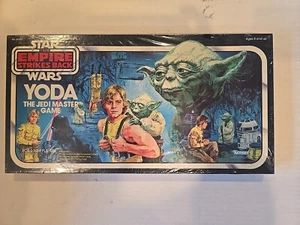 STAR
THE
EMPIRE
STRIKES BACK
WARS
YODA
THE JEDI MASTER
GAME
Kenner